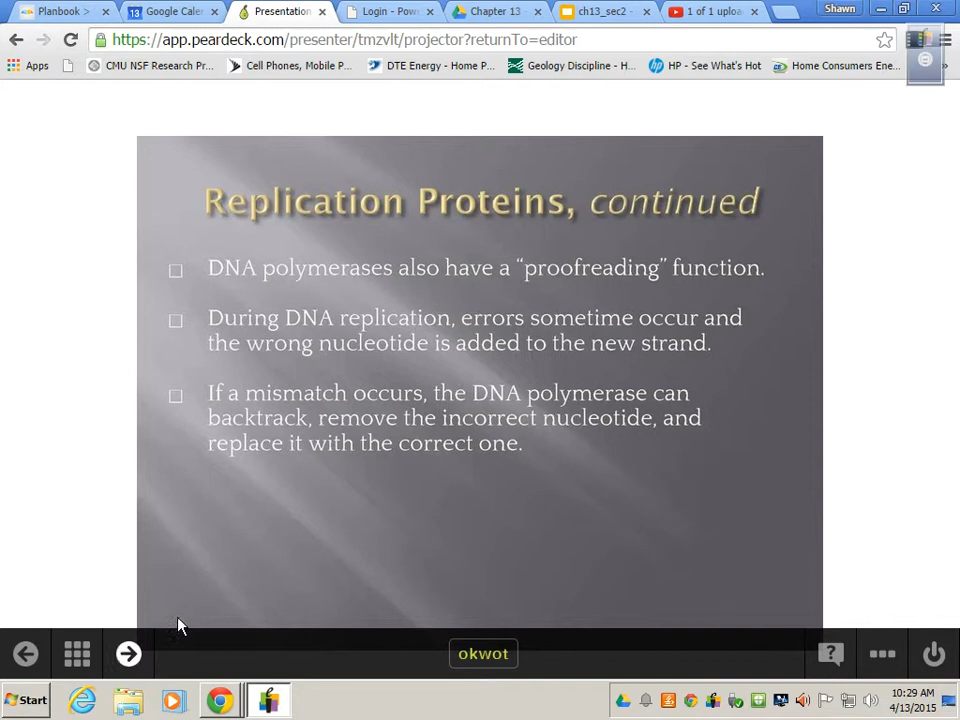 Planbook >
Google Caler
Presentation
Login - Pow
Chapter 13 -
ch13_sec2 -
1 of 1 uploa
Shawn
https://app.peardeck.com/presenter/tmzvlt/projector?returnTo=editor
Apps
CMU NSF Research Pr...
Cell Phones, Mobile P...
DTE Energy - Home P...
Geology Discipline - H...
HP - See What's Hot
Home Consumers Ene...
Replication Proteins, continued
DNA polymerases also have a “proofreading” function.
During DNA replication, errors sometime occur and
the wrong nucleotide is added to the new strand.
If a mismatch occurs, the DNA polymerase can
backtrack, remove the incorrect nucleotide, and
replace it with the correct one.
okwot
Start
10:29 AM
4/13/2015